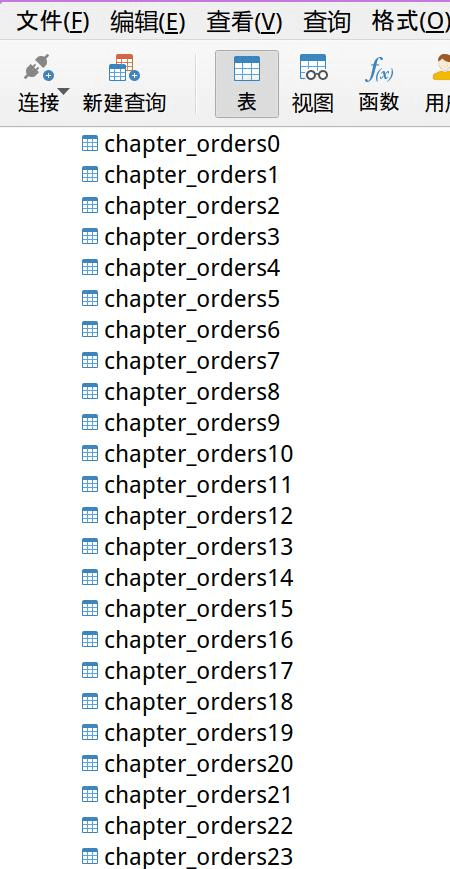 文件(F) 编辑(E) 查看(V) 查询 格式(O)
连接 新建查询 表 视图 函数
chapter_orders0
chapter_orders1
chapter_orders2
chapter_orders3
chapter_orders4
chapter_orders5
chapter_orders6
chapter_orders7
chapter_orders8
chapter_orders9
chapter_orders10
chapter_orders11
chapter_orders12
chapter_orders13
chapter_orders14
chapter_orders15
chapter_orders16
chapter_orders17
chapter_orders18
chapter_orders19
chapter_orders20
chapter_orders21
chapter_orders22
chapter_orders23